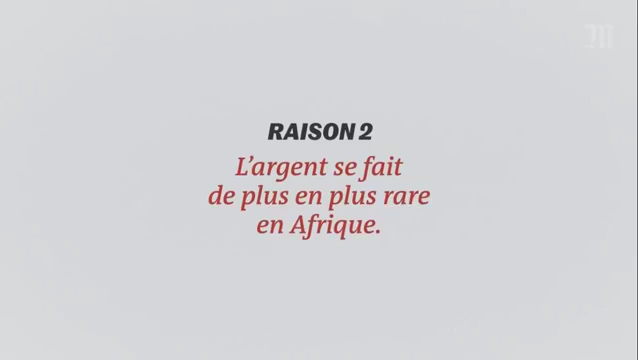 M
RAISON 2
L’argent se fait
de plus en plus rare
en Afrique.